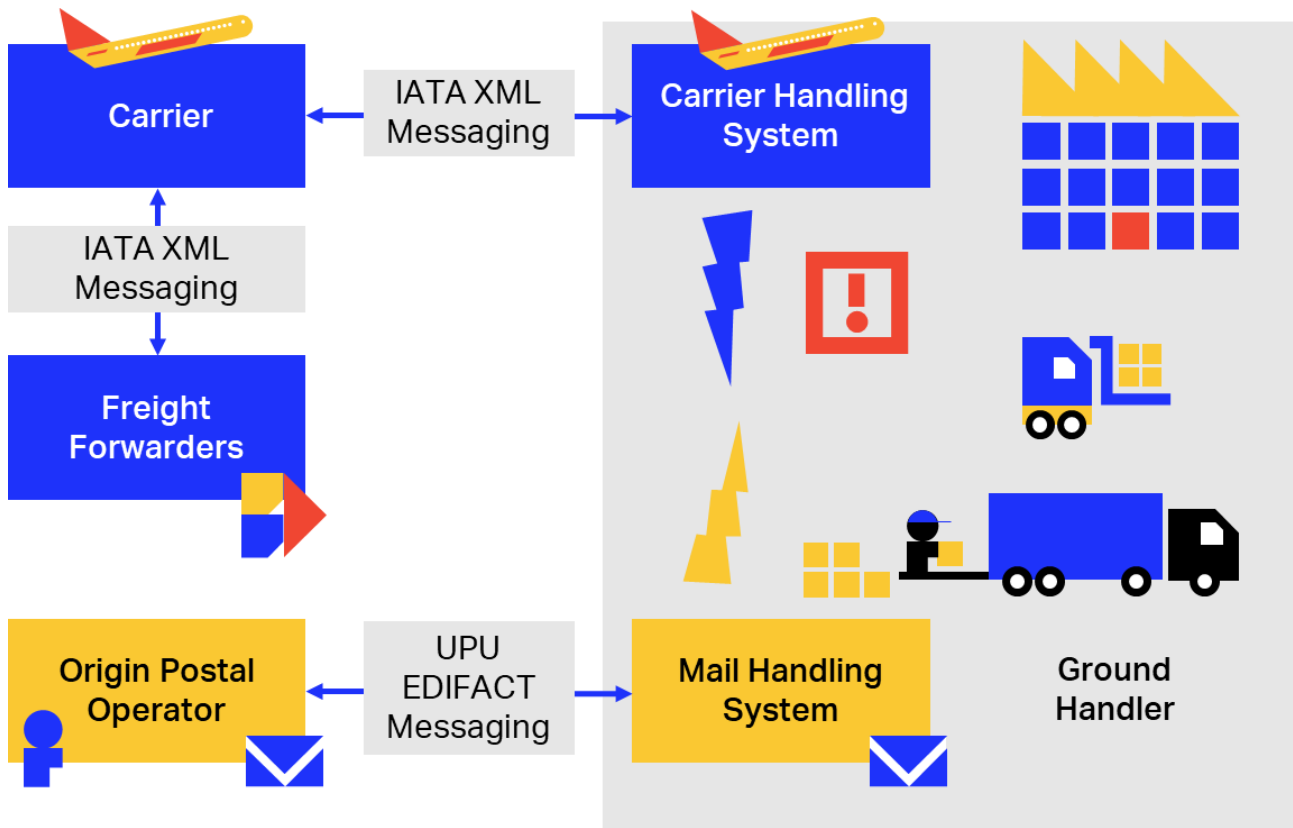 Carrier
IATA XML
Messaging
Carrier Handling
System
IATA XML
Messaging
Freight
Forwarders
Origin Postal
Operator
UPU
EDIFACT
Messaging
Mail Handling
System
Ground
Handler